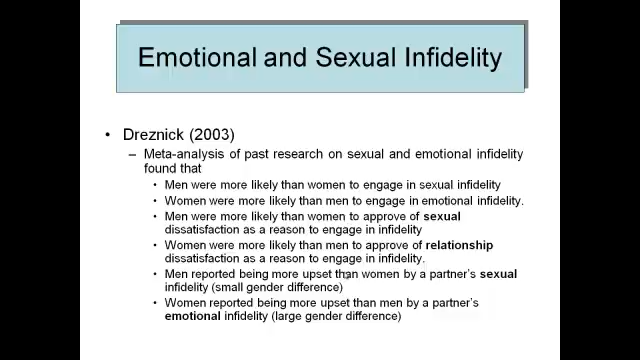 Emotional and Sexual Infidelity
• Dreznick (2003)
– Meta-analysis of past research on sexual and emotional infidelity
found that
• Men were more likely than women to engage in sexual infidelity
• Women were more likely than men to engage in emotional infidelity.
• Men were more likely than women to approve of sexual
dissatisfaction as a reason to engage in infidelity
• Women were more likely than men to approve of relationship
dissatisfaction as a reason to engage in infidelity.
• Men reported being more upset than women by a partner's sexual
infidelity (small gender difference)
• Women reported being more upset than men by a partner's
emotional infidelity (large gender difference)